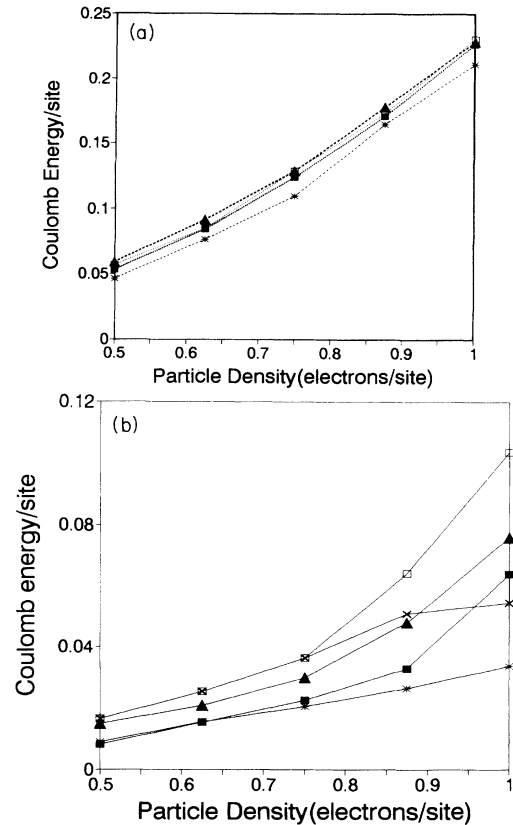 (a)
0.25
0.2
0.15
0.1
0.05
0
Coulomb Energy/site
0.5 0.6 0.7 0.8 0.9 1
Particle Density(electrons/site)
(b)
0.12
0.08
0.04
0
Coulomb energy/site
0.5 0.6 0.7 0.8 0.9 1
Particle Density(electrons/site)